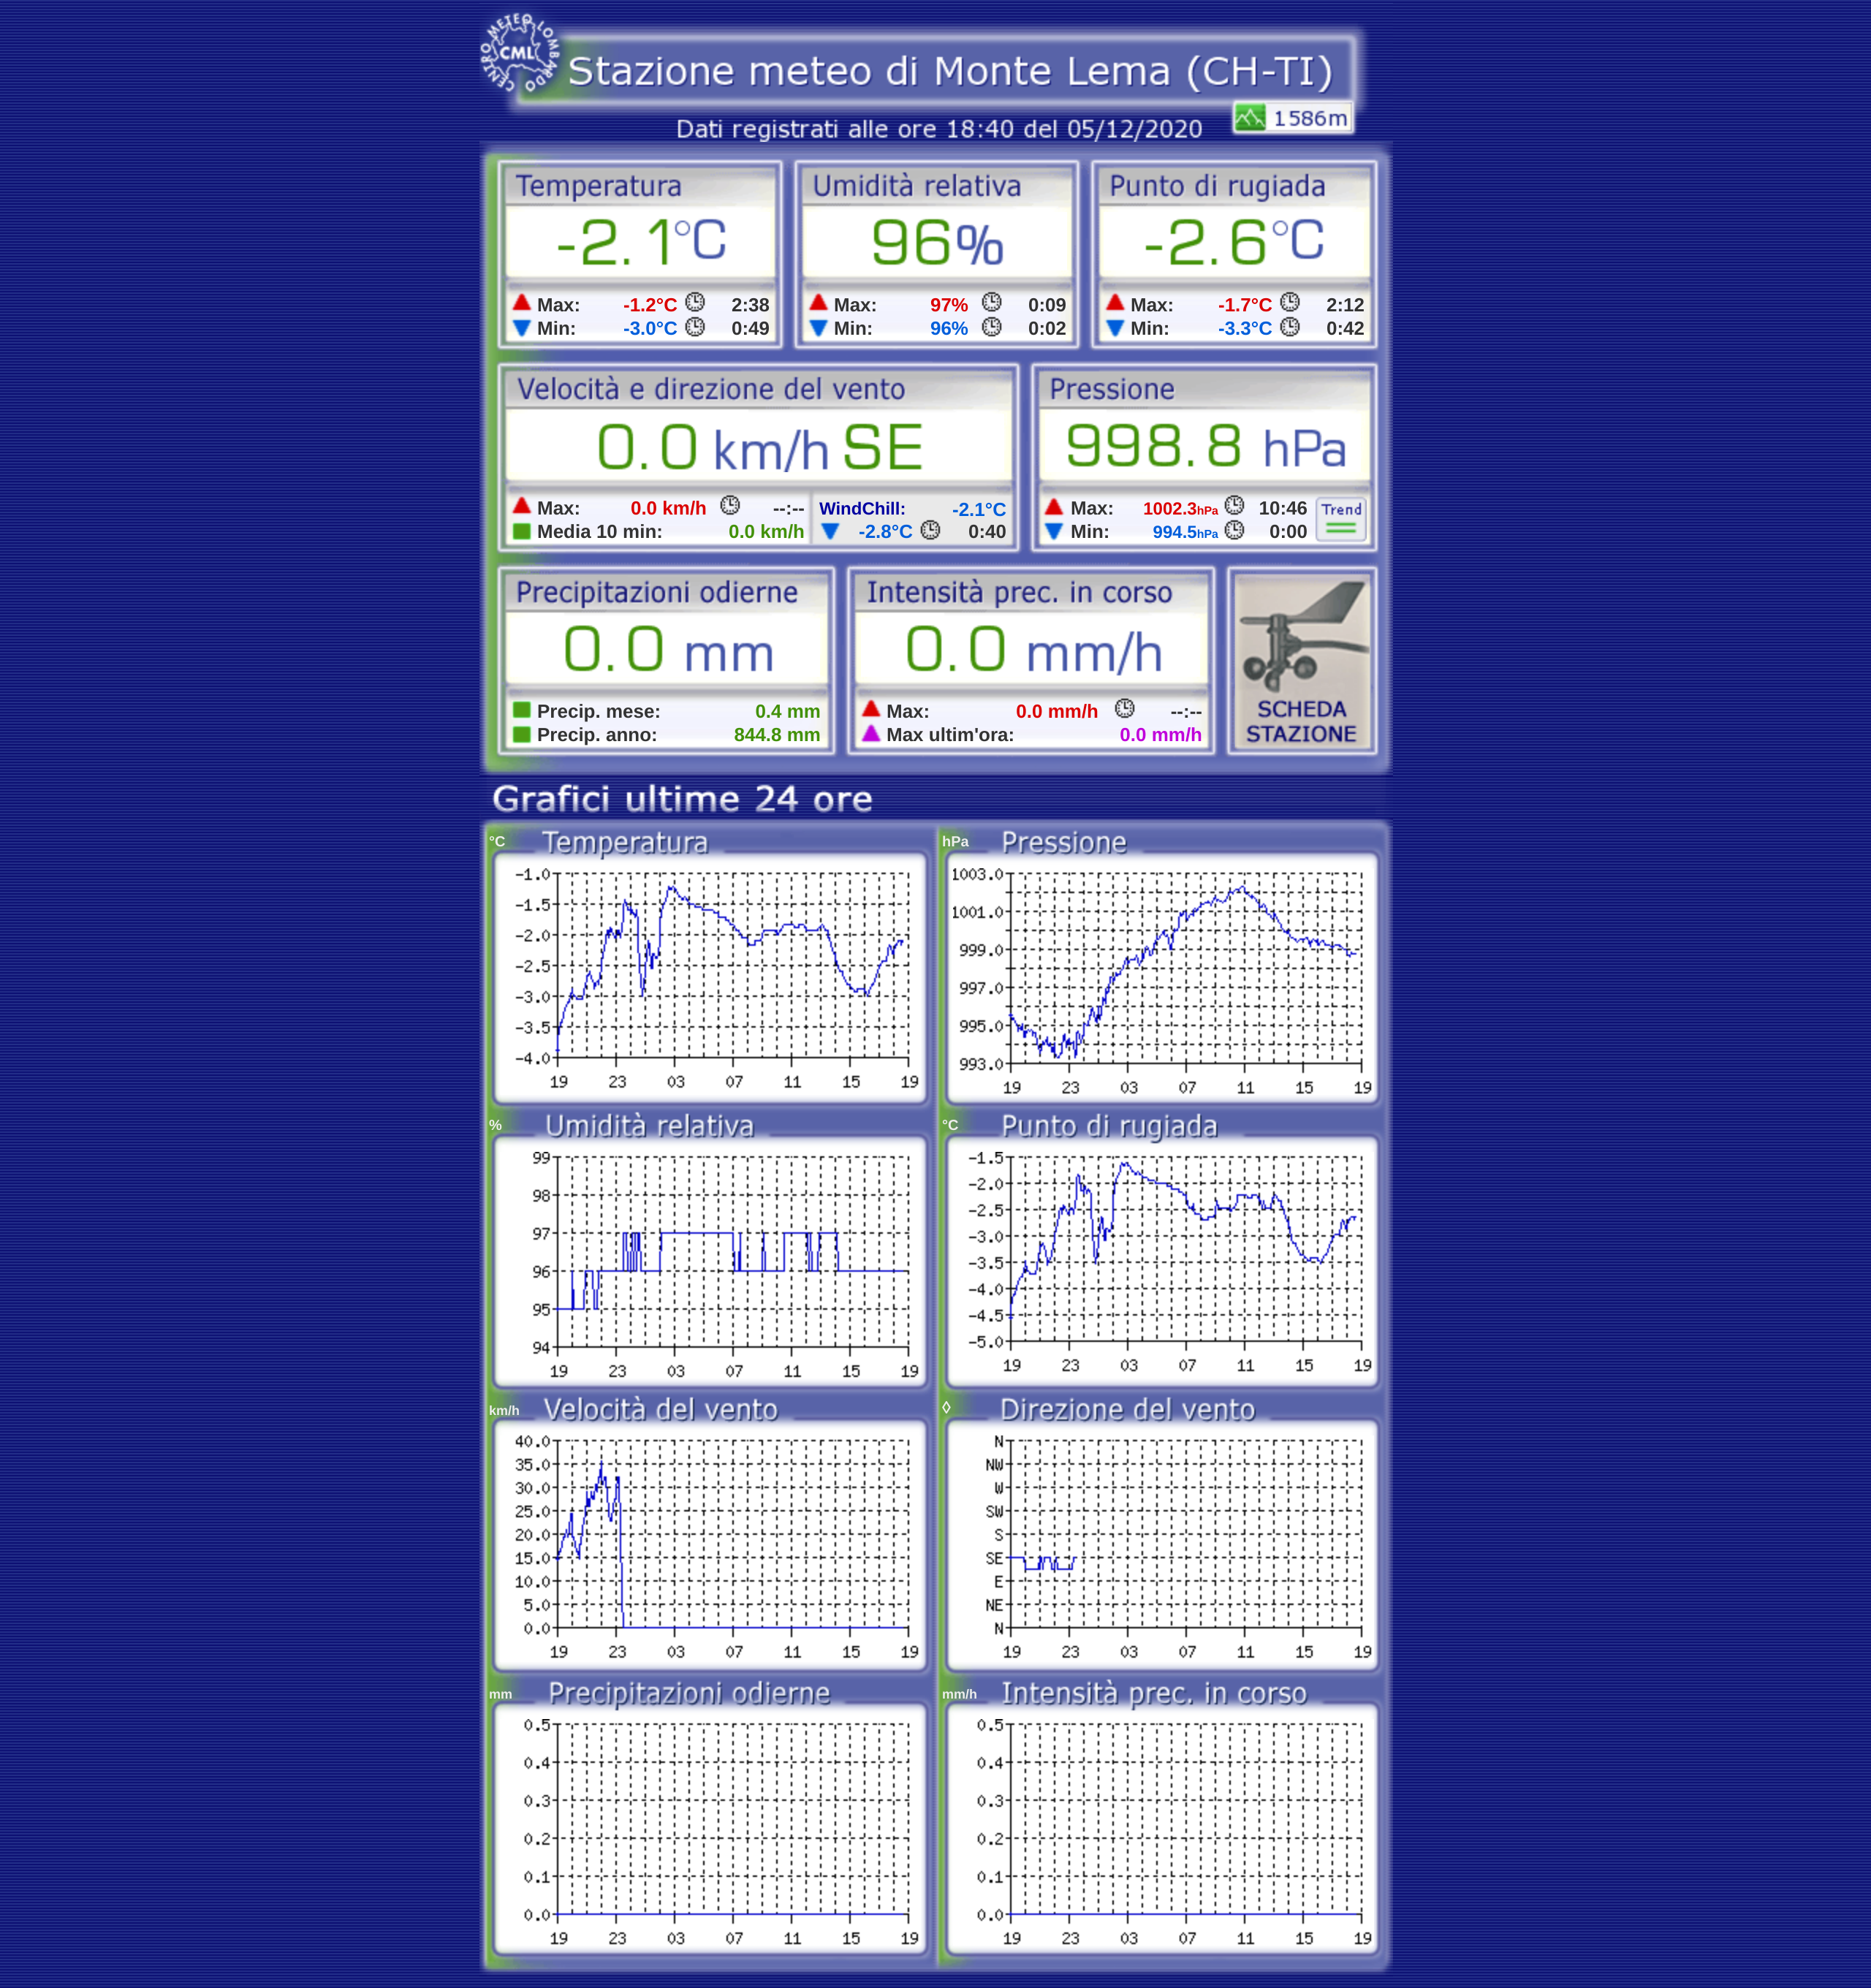 CENTRO METEO LOMBARDO
CML
Stazione meteo di Monte Lema (CH-TI)
1586m
Dati registrati alle ore 18:40 del 05/12/2020
Temperatura Umidità relativa Punto di rugiada
-2.1°C 96% -2.6°C
Max: -1.2°C 2:38 Max: 97% 0:09 Max: -1.7°C 2:12
Min: -3.0°C 0:49 Min: 96% 0:02 Min: -3.3°C 0:42
Velocità e direzione del vento Pressione
0.0 km/h SE 998.8 hPa
Max: 0.0 km/h --:-- WindChill: -2.1°C Max: 1002.3hPa 10:46 Trend
Media 10 min: 0.0 km/h -2.8°C 0:40 Min: 994.5hPa 0:00
Precipitazioni odierne Intensità prec. in corso
0.0 mm 0.0 mm/h
Precip. mese: 0.4 mm Max: 0.0 mm/h --:-- SCHEDA
Precip. anno: 844.8 mm Max ultim'ora: 0.0 mm/h STAZIONE
Grafici ultime 24 ore
°C Temperatura
-1.0
-1.5
-2.0
-2.5
-3.0
-3.5
-4.0
19 23 03 07 11 15 19
hPa Pressione
1003.0
1001.0
999.0
997.0
995.0
993.0
19 23 03 07 11 15 19
% Umidità relativa
99
98
97
96
95
94
19 23 03 07 11 15 19
°C Punto di rugiada
-1.5
-2.0
-2.5
-3.0
-3.5
-4.0
-4.5
-5.0
19 23 03 07 11 15 19
km/h Velocità del vento
40.0
35.0
30.0
25.0
20.0
15.0
10.0
5.0
0.0
19 23 03 07 11 15 19
◊ Direzione del vento
N
NW
W
SW
S
SE
E
NE
N
19 23 03 07 11 15 19
mm Precipitazioni odierne
0.5
0.4
0.3
0.2
0.1
0.0
19 23 03 07 11 15 19
mm/h Intensità prec. in corso
0.5
0.4
0.3
0.2
0.1
0.0
19 23 03 07 11 15 19